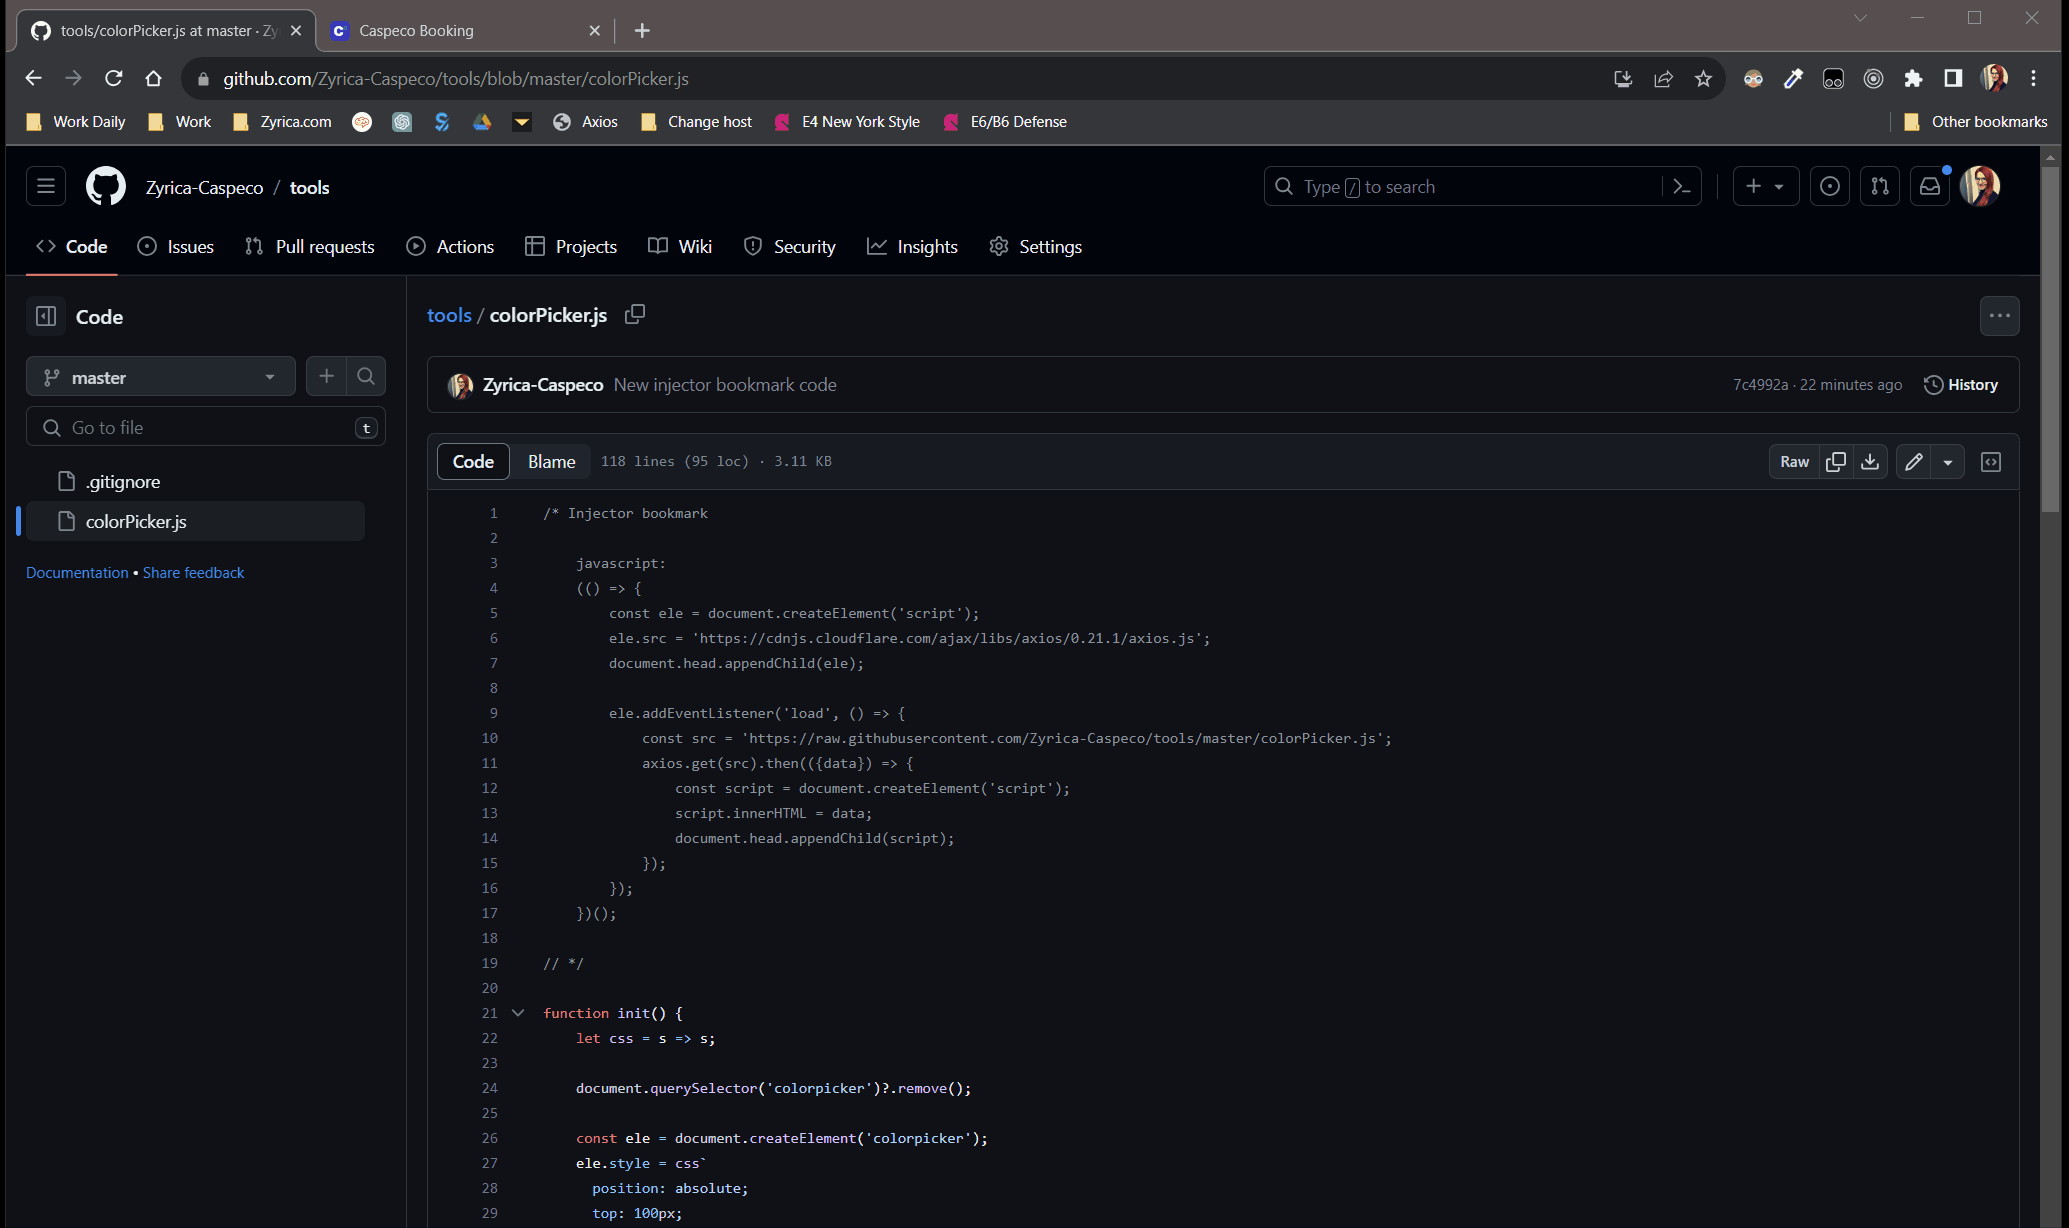 tools/colorPicker.js at master · Zy
Caspeco Booking
github.com/Zyrica-Caspeco/tools/blob/master/colorPicker.js
Work Daily
Work
Zyrica.com
Axios
Change host
E4 New York Style
E6/B6 Defense
Other bookmarks
Zyrica-Caspeco / tools
Type / to search
Code
Issues
Pull requests
Actions
Projects
Wiki
Security
Insights
Settings
Code
master
Go to file
t
.gitignore
colorPicker.js
Documentation • Share feedback
tools / colorPicker.js
Zyrica-Caspeco New injector bookmark code
7c4992a · 22 minutes ago
History
Code
Blame
118 lines (95 loc) · 3.11 KB
Raw
1 /* Injector bookmark
2
3 javascript:
4 (() => {
5 const ele = document.createElement('script');
6 ele.src = 'https://cdnjs.cloudflare.com/ajax/libs/axios/0.21.1/axios.js';
7 document.head.appendChild(ele);
8
9 ele.addEventListener('load', () => {
10 const src = 'https://raw.githubusercontent.com/Zyrica-Caspeco/tools/master/colorPicker.js';
11 axios.get(src).then(({data}) => {
12 const script = document.createElement('script');
13 script.innerHTML = data;
14 document.head.appendChild(script);
15 });
16 });
17 })();
18
19 // */
20
21 function init() {
22 let css = s => s;
23
24 document.querySelector('colorpicker')?.remove();
25
26 const ele = document.createElement('colorpicker');
27 ele.style = css`
28 position: absolute;
29 top: 100px;